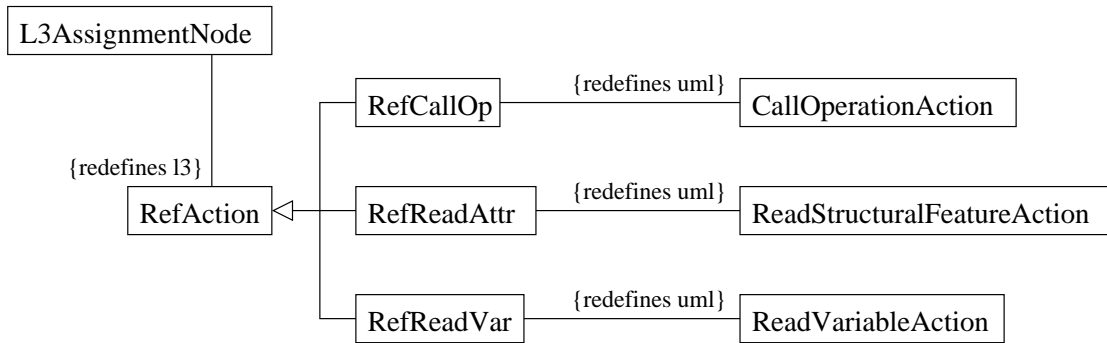 L3AssignmentNode
{redefines uml}
RefCallOp
CallOperationAction
{redefines l3}
{redefines uml}
RefAction
RefReadAttr
ReadStructuralFeatureAction
{redefines uml}
RefReadVar
ReadVariableAction